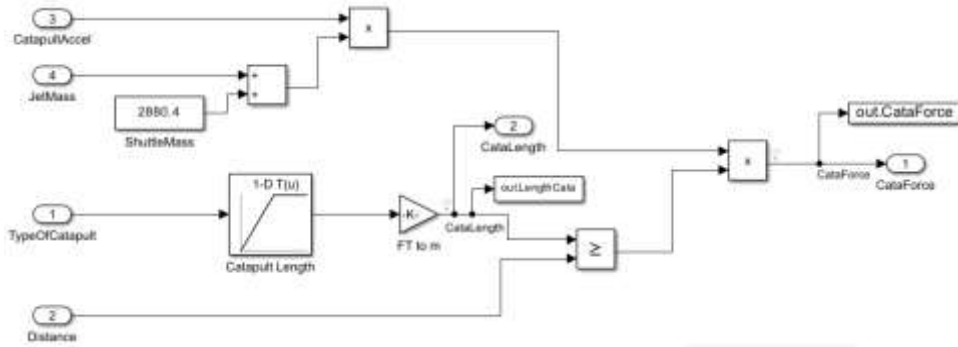 3
CatapultAccel
x
4
JetMass
+
+
2880.4
ShuttleMass
2
CataLength
out.CataForce
x
CataForce
1
CataForce
1-D T(u)
out.LengthCata
1
TypeOfCatapult
-K-
CataLength
FT to m
≥
Catapult Length
2
Distance